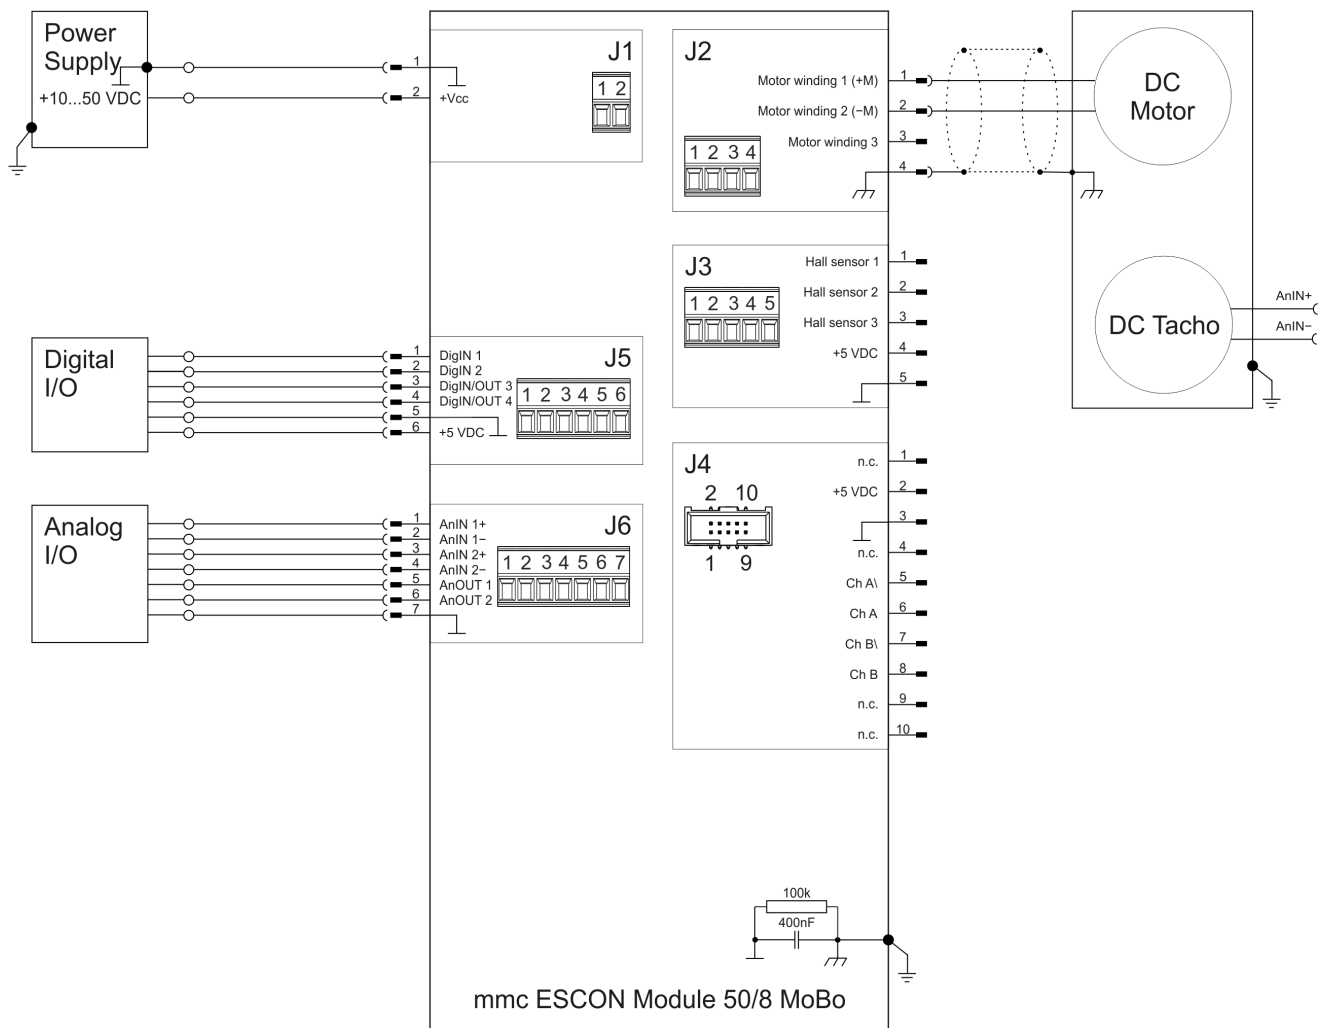 Power
Supply
+10...50 VDC
1
2
+Vcc
J1
1 2
J2
Motor winding 1 (+M)
1
Motor winding 2 (−M)
2
Motor winding 3
3
4
1 2 3 4
DC
Motor
J3
Hall sensor 1
1
Hall sensor 2
2
Hall sensor 3
3
+5 VDC
4
5
1 2 3 4 5
DC Tacho
AnIN+
AnIN−
Digital
I/O
1
DigIN 1
2
DigIN 2
3
DigIN/OUT 3
4
DigIN/OUT 4
5
6
+5 VDC
J5
1 2 3 4 5 6
J4
2 10
1 9
n.c.
1
+5 VDC
2
3
n.c.
4
Ch A\
5
Ch A
6
Ch B\
7
Ch B
8
n.c.
9
n.c.
10
Analog
I/O
1
AnIN 1+
2
AnIN 1−
3
AnIN 2+
4
AnIN 2−
5
AnOUT 1
6
AnOUT 2
7
J6
1 2 3 4 5 6 7
100k
400nF
mmc ESCON Module 50/8 MoBo